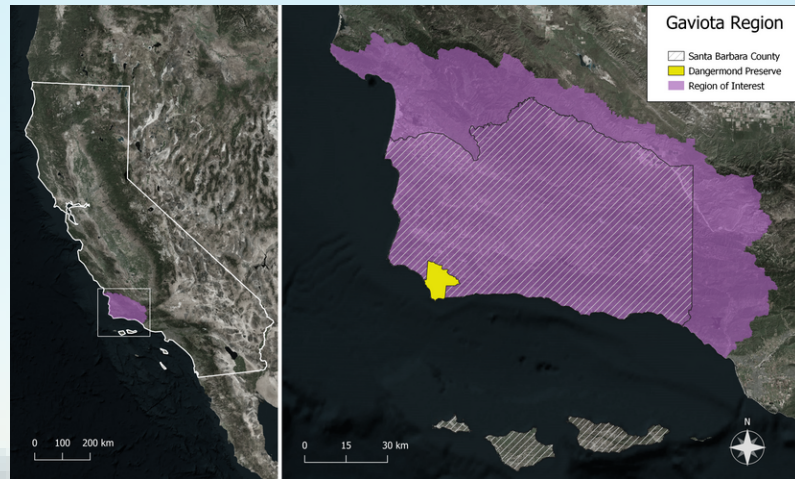 Gaviota Region
Santa Barbara County
Dangermond Preserve
Region of Interest
0 100 200 km
0 15 30 km
N